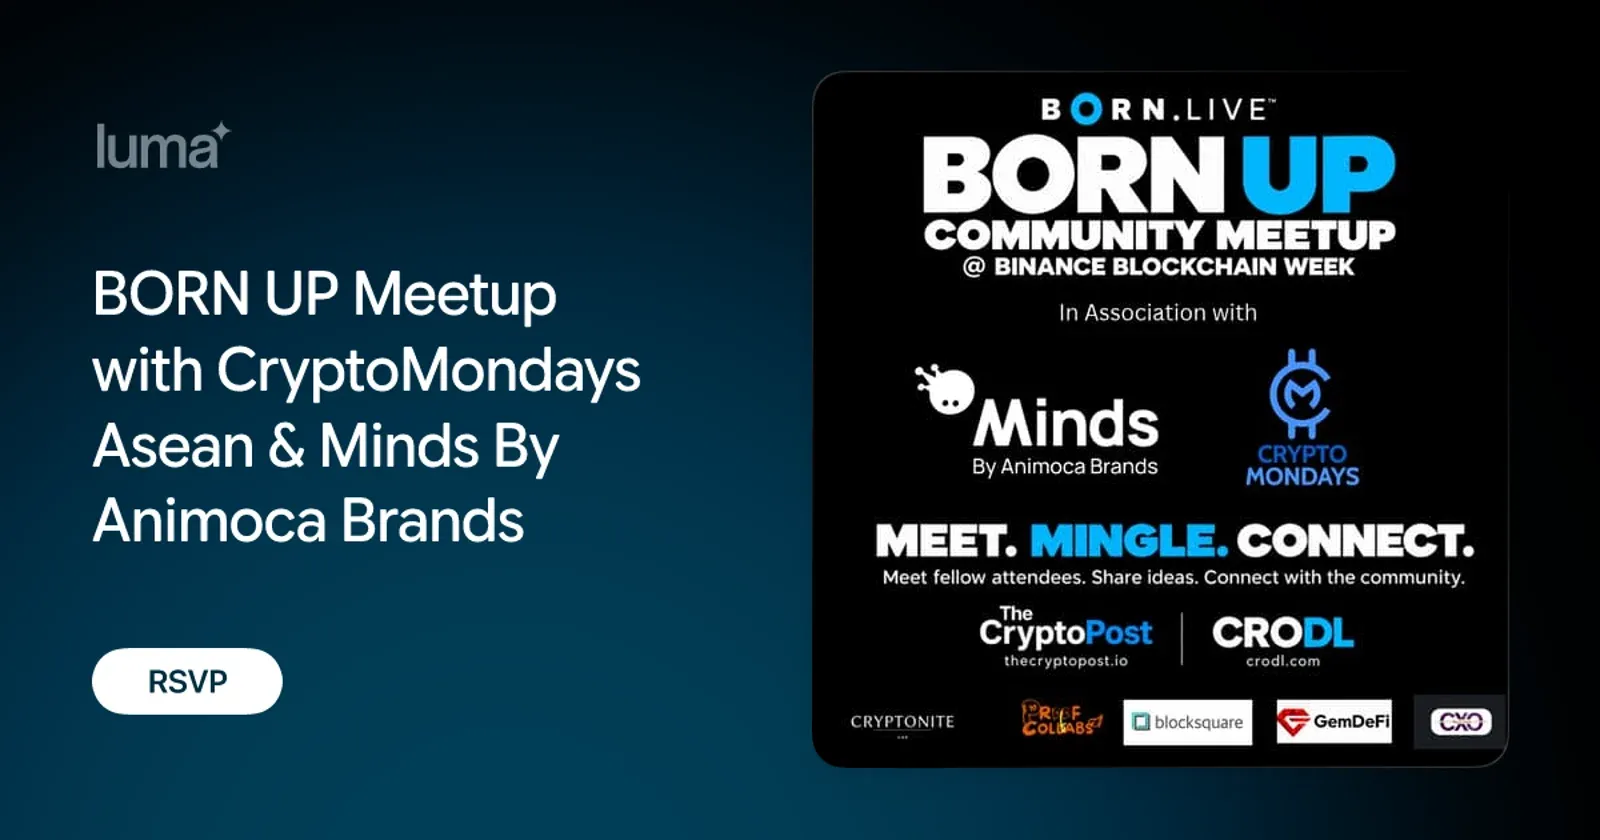 luma
BORN UP Meetup
with CryptoMondays
Asean & Minds By
Animoca Brands
RSVP
BORN.LIVE™
BORN UP
COMMUNITY MEETUP
@ BINANCE BLOCKCHAIN WEEK
In Association with
Minds
By Animoca Brands
CRYPTO
MONDAYS
MEET. MINGLE. CONNECT.
Meet fellow attendees. Share ideas. Connect with the community.
The
CryptoPost
thecryptopost.io
CRODL
crodl.com
CRYPTONITE
COLLABS
blocksquare
GemDeFi
CXO